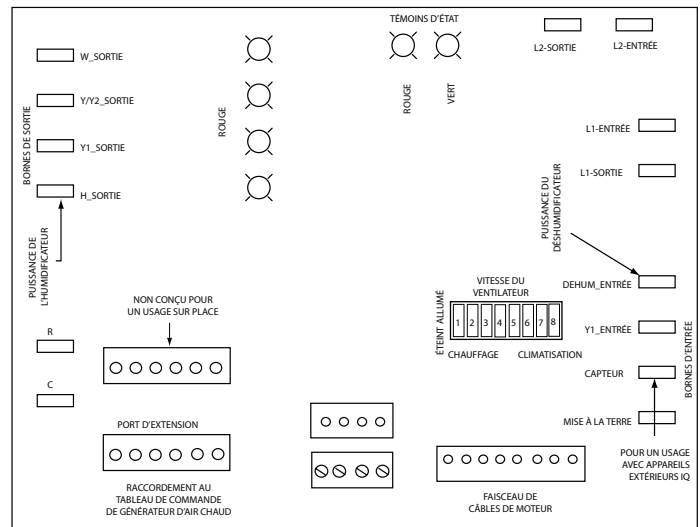 TÉMOINS D'ÉTAT
L2-SORTIE
L2-ENTRÉE
ROUGE
VERT
BORNES DE SORTIE
W_SORTIE
Y/Y2_SORTIE
Y1_SORTIE
H_SORTIE
ROUGE
L1-ENTRÉE
L1-SORTIE
PUISSANCE DE
L'HUMIDIFICATEUR
PUISSANCE DU
DÉSHUMIDIFICATEUR
NON CONÇU POUR
UN USAGE SUR PLACE
R
C
VITESSE DU
VENTILATEUR
ÉTEINT ALLUMÉ
1 2 3 4 5 6 7 8
CHAUFFAGE CLIMATISATION
DEHUM_ENTRÉE
Y1_ENTRÉE
CAPTEUR
MISE À LA TERRE
BORNES D'ENTRÉE
POUR UN USAGE
AVEC APPAREILS
EXTÉRIEURS IQ
PORT D'EXTENSION
RACCORDEMENT AU
TABLEAU DE COMMANDE
DE GÉNÉRATEUR D'AIR CHAUD
FAISCEAU DE
CÂBLES DE MOTEUR